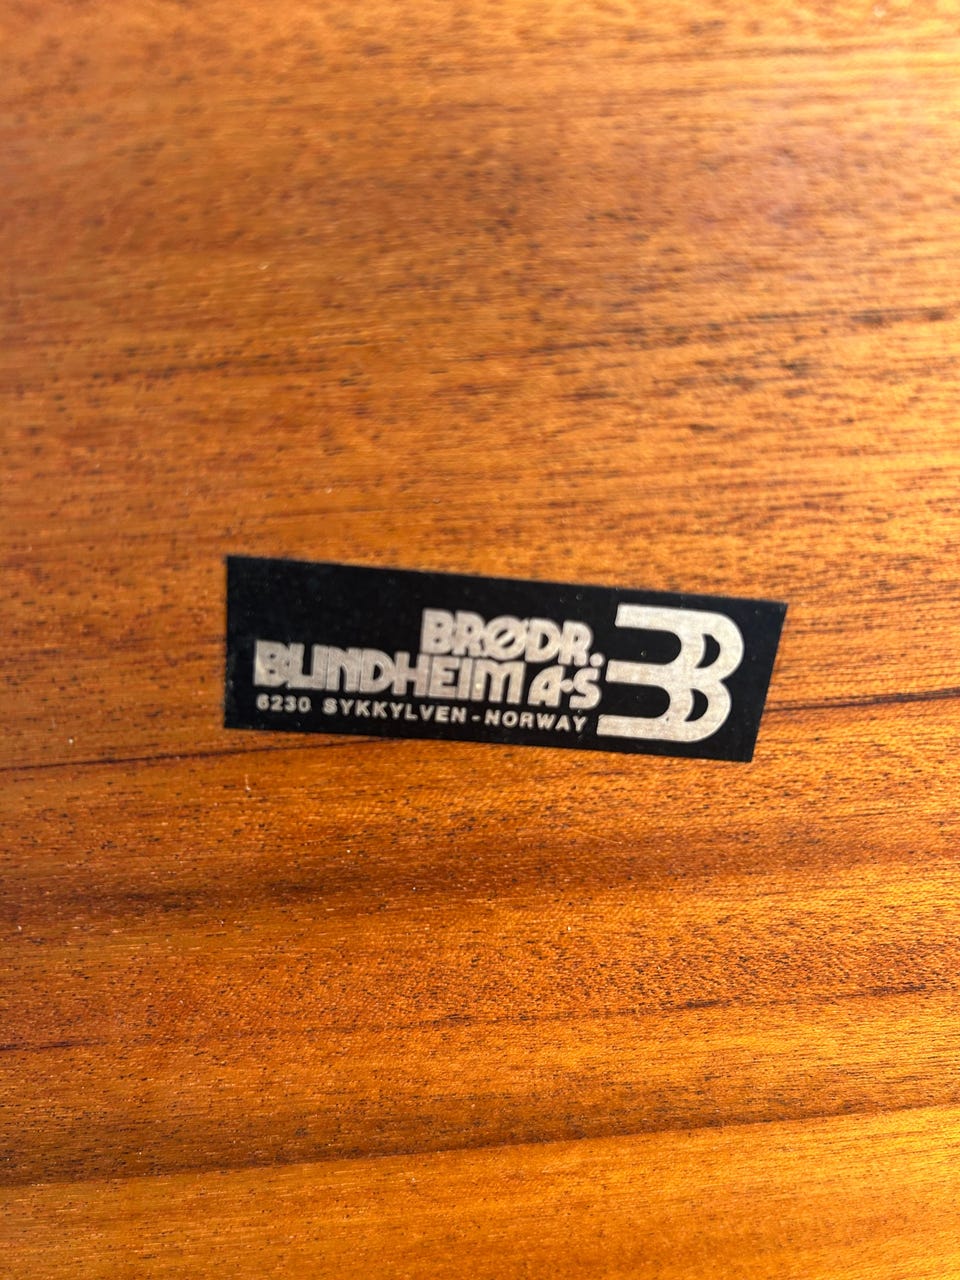 BRØDR.
BLINDHEIM A·S
6230 SYKKYLVEN-NORWAY